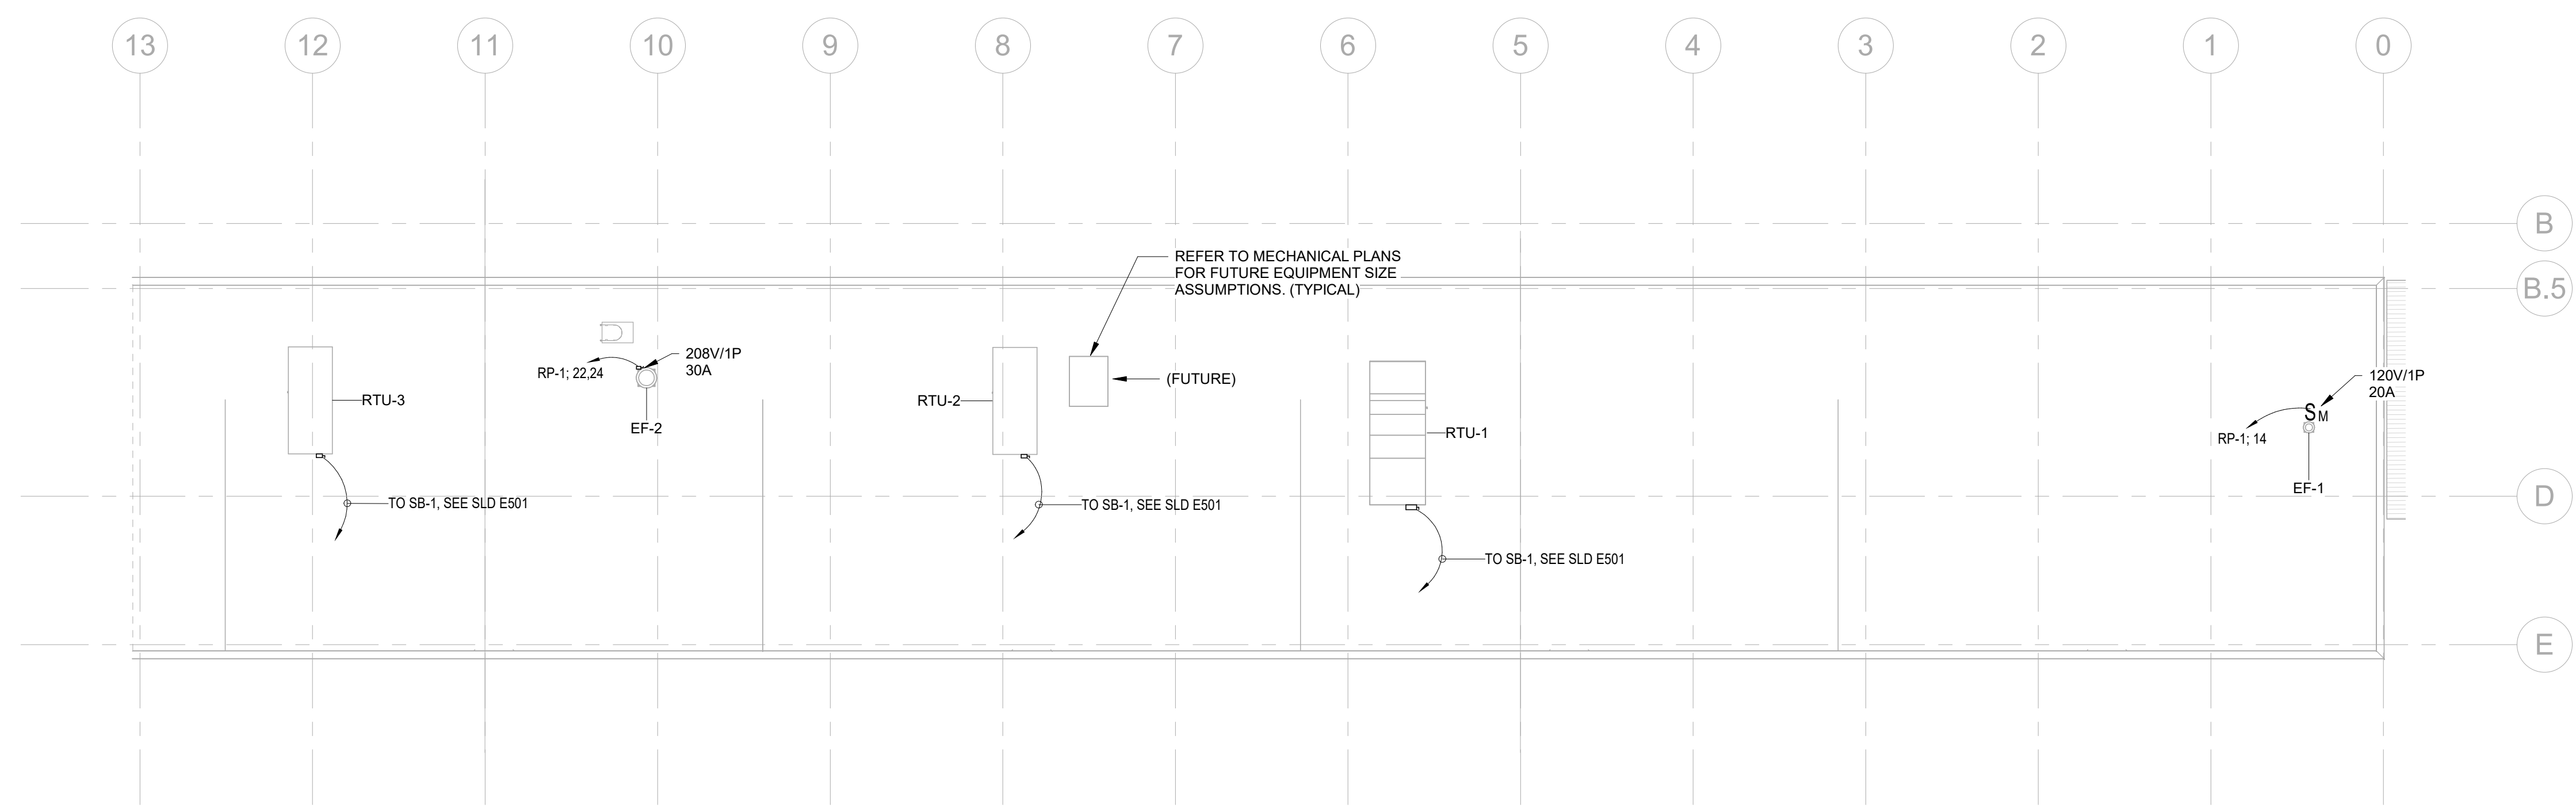 13
12
11
10
9
8
7
6
5
4
3
2
1
0
B
B.5
D
E
REFER TO MECHANICAL PLANS
FOR FUTURE EQUIPMENT SIZE
ASSUMPTIONS. (TYPICAL)
(FUTURE)
RTU-3
TO SB-1, SEE SLD E501
RP-1; 22,24
208V/1P
30A
EF-2
RTU-2
TO SB-1, SEE SLD E501
RTU-1
TO SB-1, SEE SLD E501
120V/1P
20A
SM
RP-1; 14
EF-1